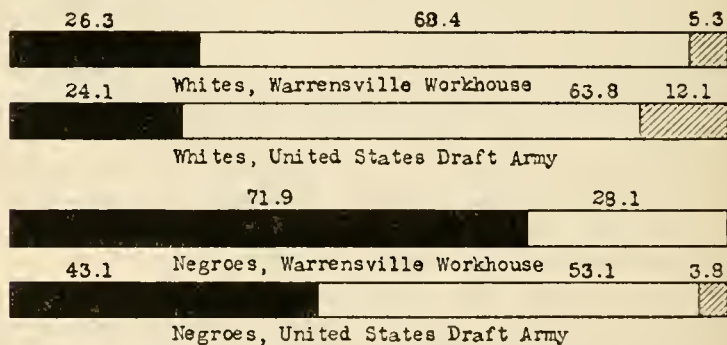 26.3 68.4 5.3
Whites, Warrensville Workhouse
24.1 63.8 12.1
Whites, United States Draft Army
71.9 28.1
Negroes, Warrensville Workhouse
43.1 53.1 3.8
Negroes, United States Draft Army